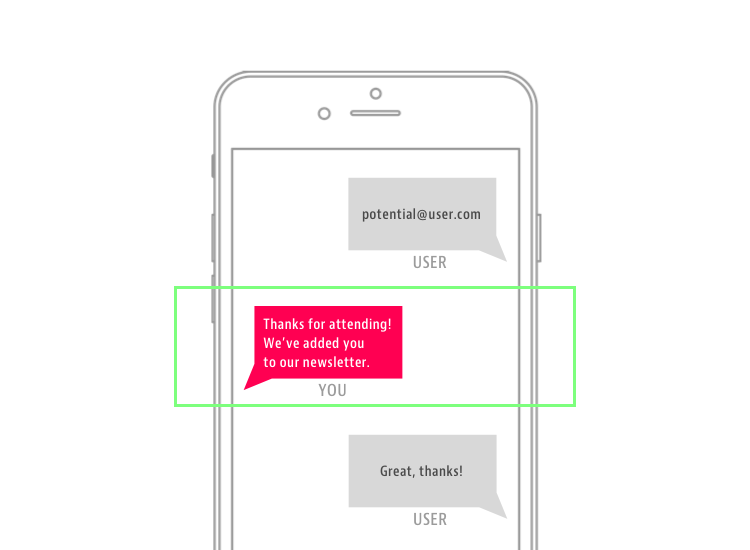 potential@user.com
USER
Thanks for attending!
We've added you
to our newsletter.
YOU
Great, thanks!
USER